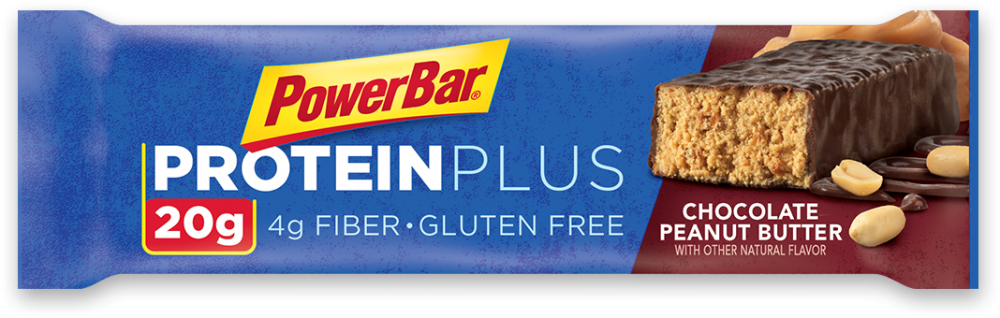 PowerBar®
PROTEINPLUS
20g 4g FIBER • GLUTEN FREE
CHOCOLATE
PEANUT BUTTER
WITH OTHER NATURAL FLAVOR